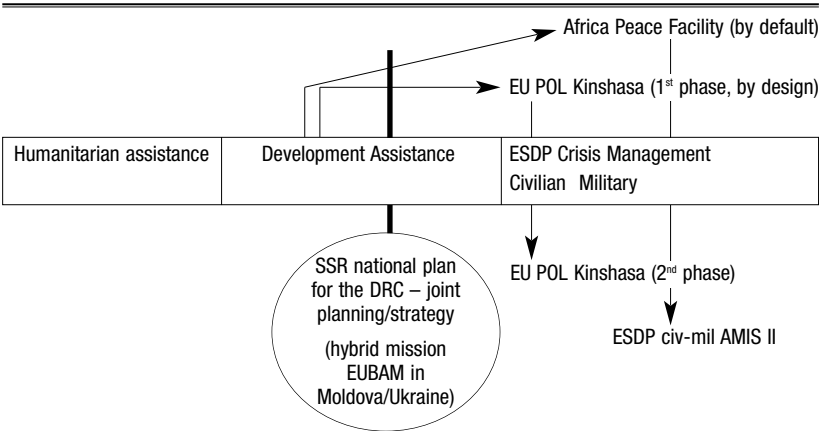 Africa Peace Facility (by default)
EU POL Kinshasa (1st phase, by design)
Humanitarian assistance
Development Assistance
ESDP Crisis Management
Civilian Military
SSR national plan
for the DRC – joint
planning/strategy
(hybrid mission
EUBAM in
Moldova/Ukraine)
EU POL Kinshasa (2nd phase)
ESDP civ-mil AMIS II